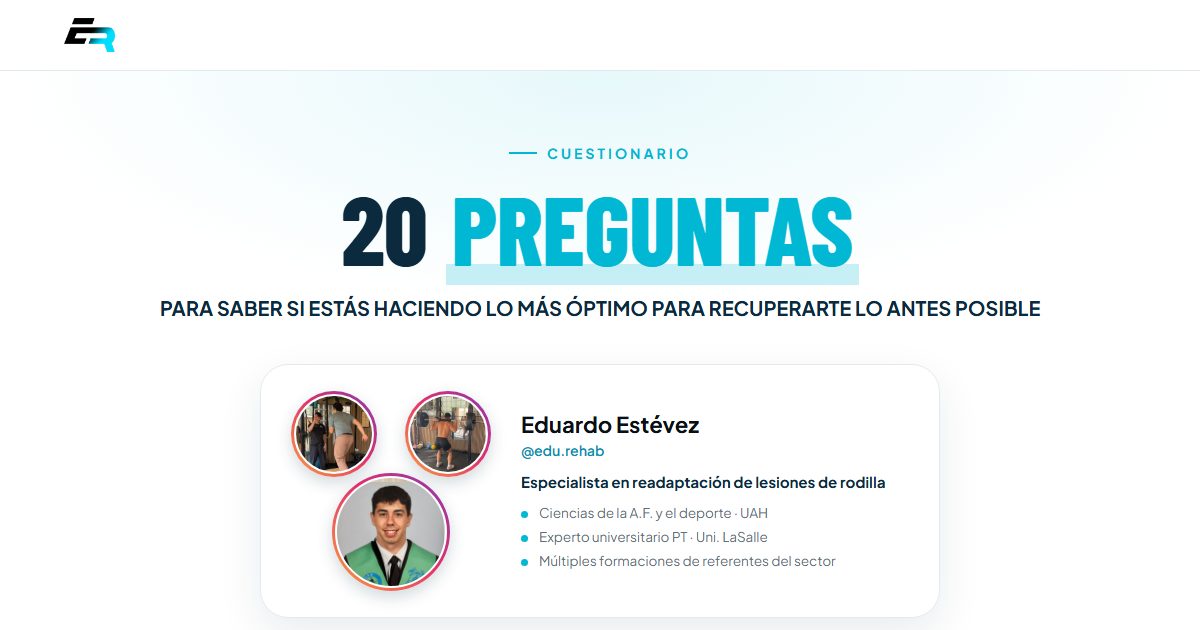 ER
CUESTIONARIO
20 PREGUNTAS
PARA SABER SI ESTÁS HACIENDO LO MÁS ÓPTIMO PARA RECUPERARTE LO ANTES POSIBLE
Eduardo Estévez
@edu.rehab
Especialista en readaptación de lesiones de rodilla
Ciencias de la A.F. y el deporte · UAH
Experto universitario PT · Uni. LaSalle
Múltiples formaciones de referentes del sector